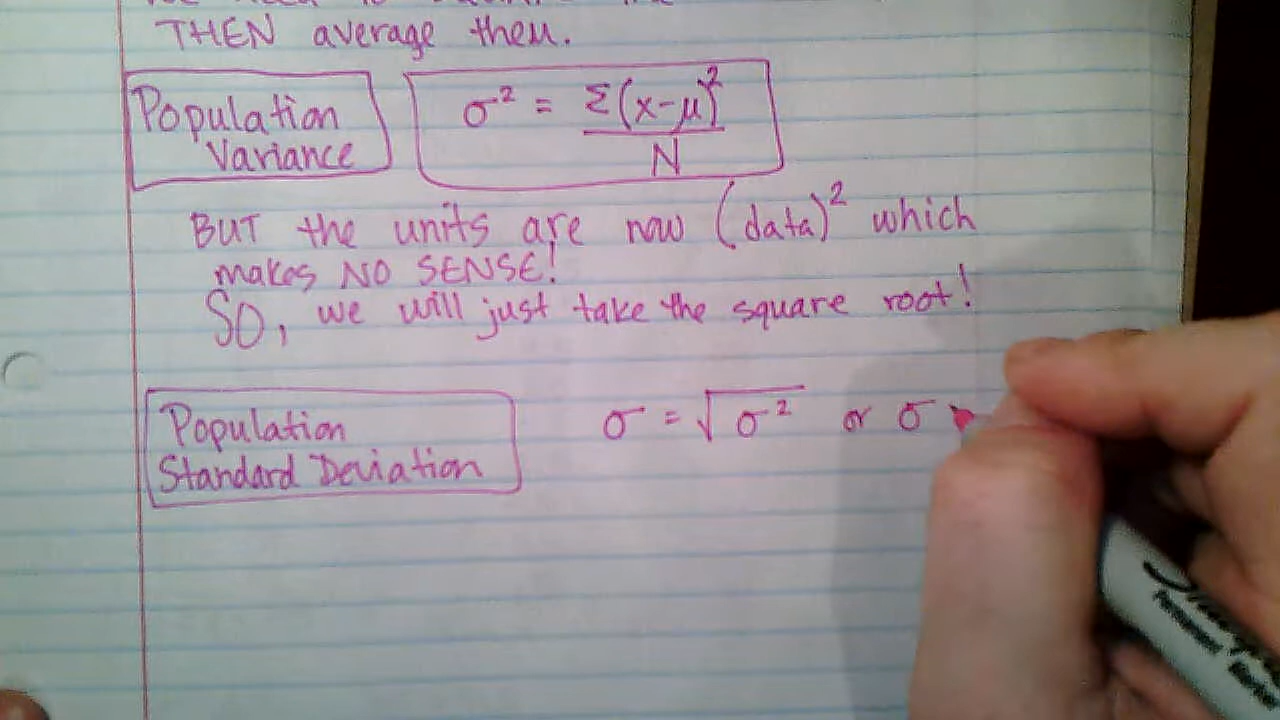 THEN average them.
Population
Variance
σ² = Σ(x-μ)²
N
BUT the units are now (data)² which
makes NO SENSE!
SO, we will just take the square root!
Population
Standard Deviation
σ = √σ² or σ